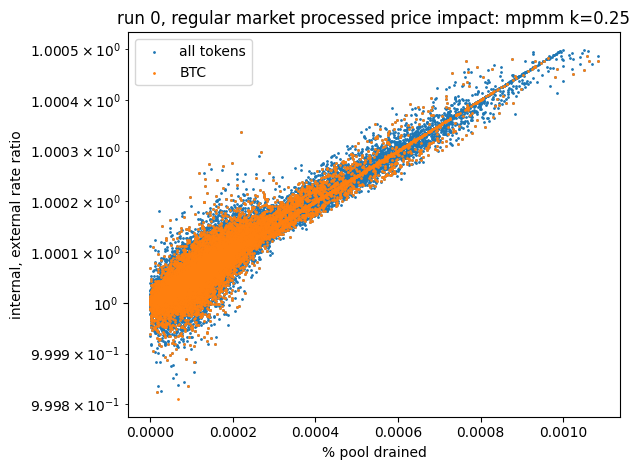 run 0, regular market processed price impact: mpmm k=0.25
all tokens
BTC
internal, external rate ratio
1.0005 × 10⁰
1.0004 × 10⁰
1.0003 × 10⁰
1.0002 × 10⁰
1.0001 × 10⁰
10⁰
9.999 × 10⁻¹
9.998 × 10⁻¹
0.0000 0.0002 0.0004 0.0006 0.0008 0.0010
% pool drained